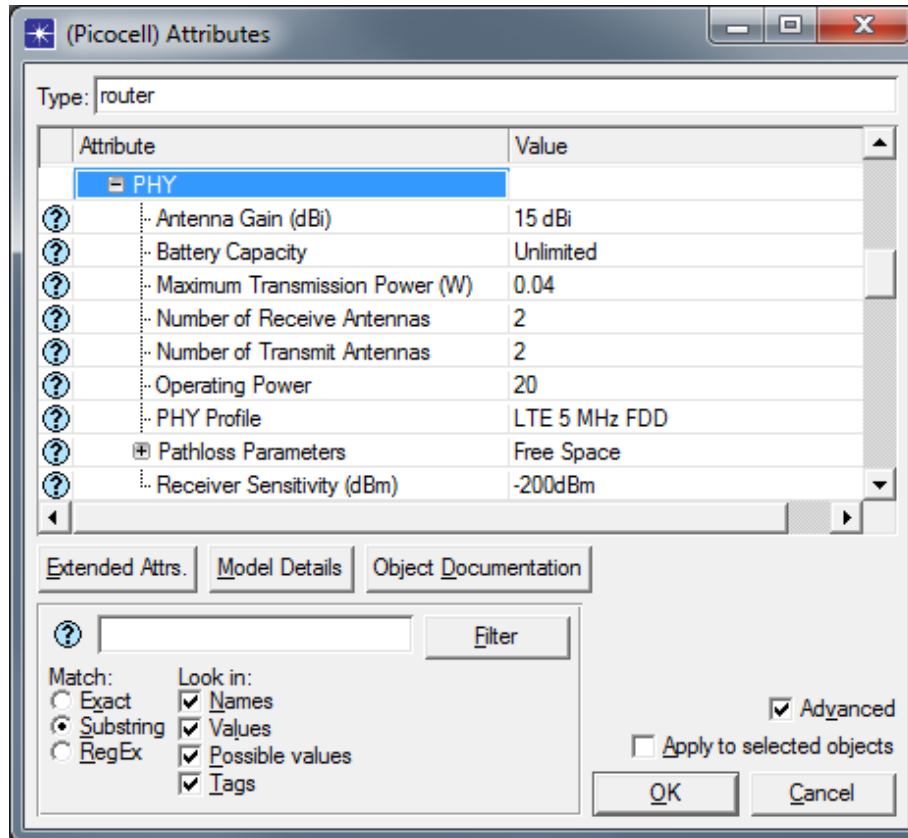 (Picocell) Attributes
Type: router
Attribute Value
PHY
Antenna Gain (dBi) 15 dBi
Battery Capacity Unlimited
Maximum Transmission Power (W) 0.04
Number of Receive Antennas 2
Number of Transmit Antennas 2
Operating Power 20
PHY Profile LTE 5 MHz FDD
Pathloss Parameters Free Space
Receiver Sensitivity (dBm) -200dBm
Extended Attrs. Model Details Object Documentation
Filter
Match: Look in:
Exact Names
Substring Values
RegEx Possible values
Tags
Advanced
Apply to selected objects
OK Cancel